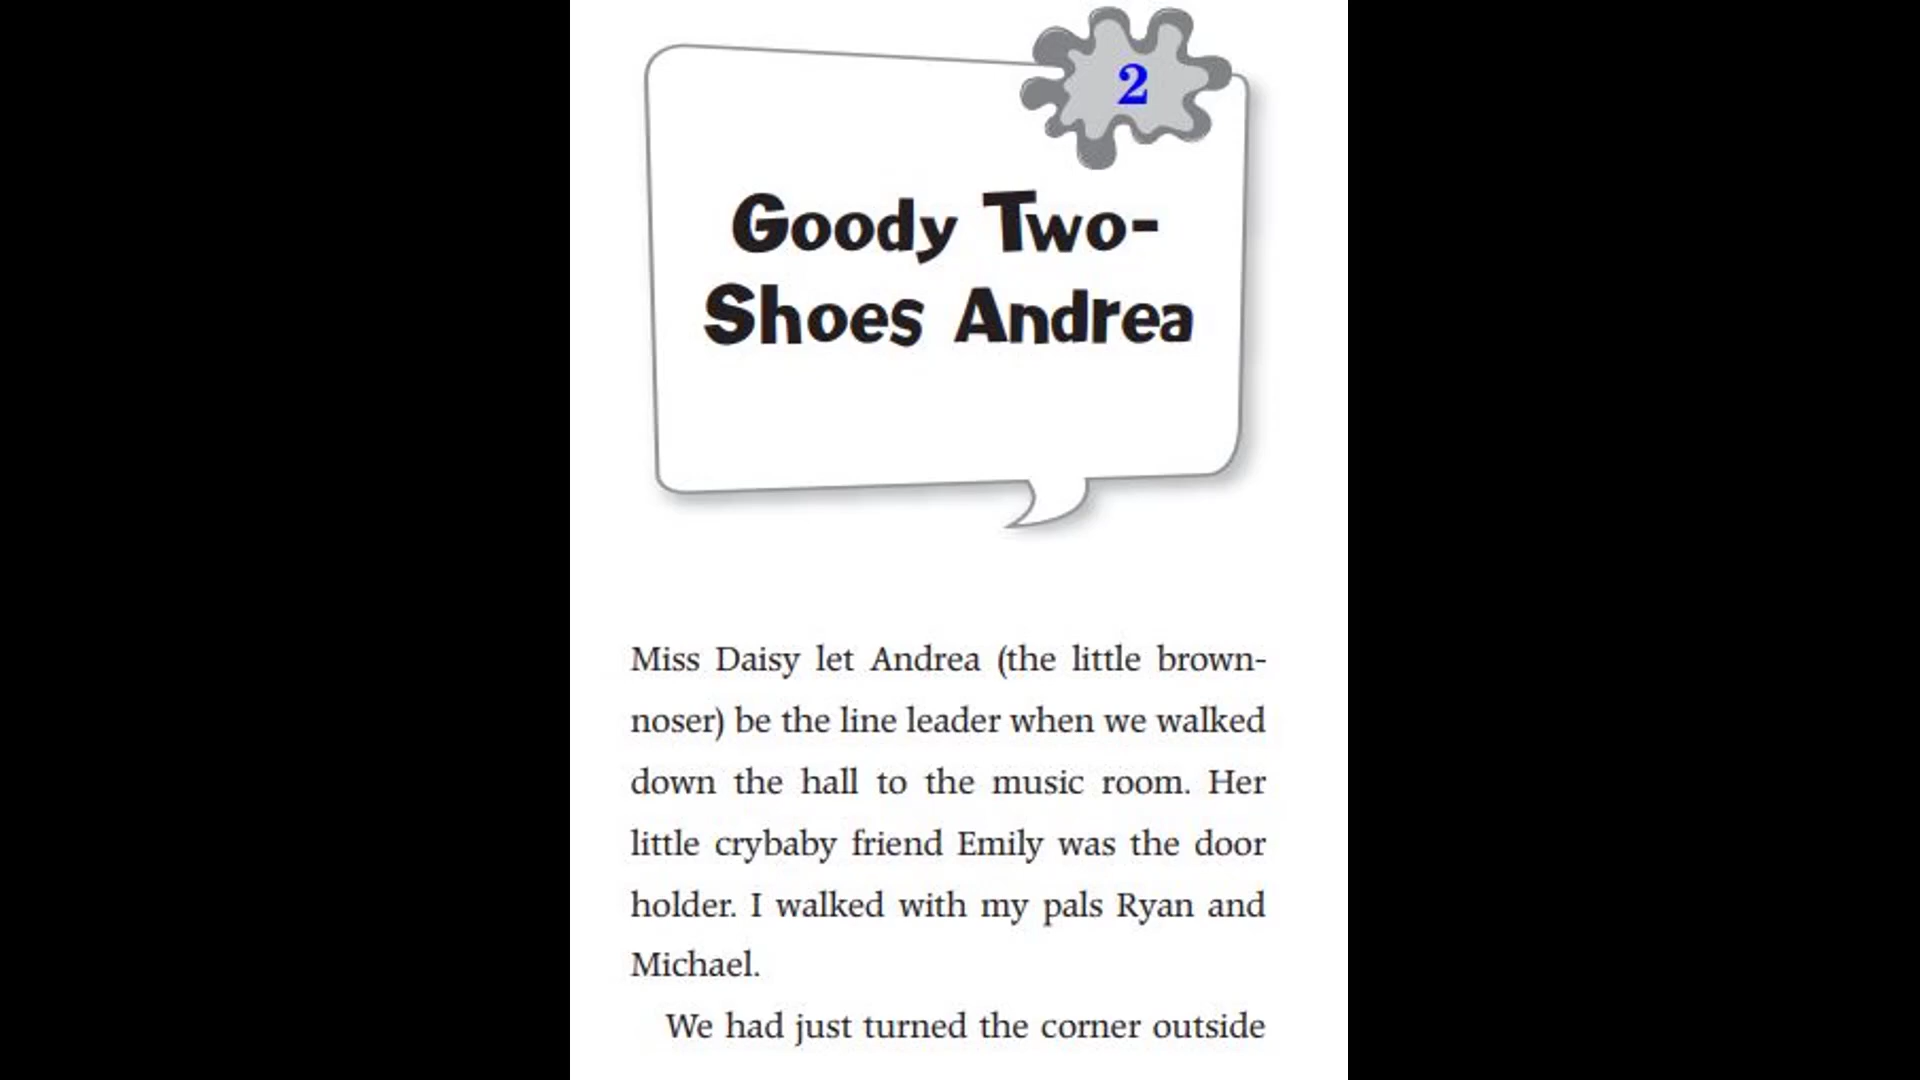 2
Goody Two-
Shoes Andrea
Miss Daisy let Andrea (the little brown-
noser) be the line leader when we walked
down the hall to the music room. Her
little crybaby friend Emily was the door
holder. I walked with my pals Ryan and
Michael.
We had just turned the corner outside